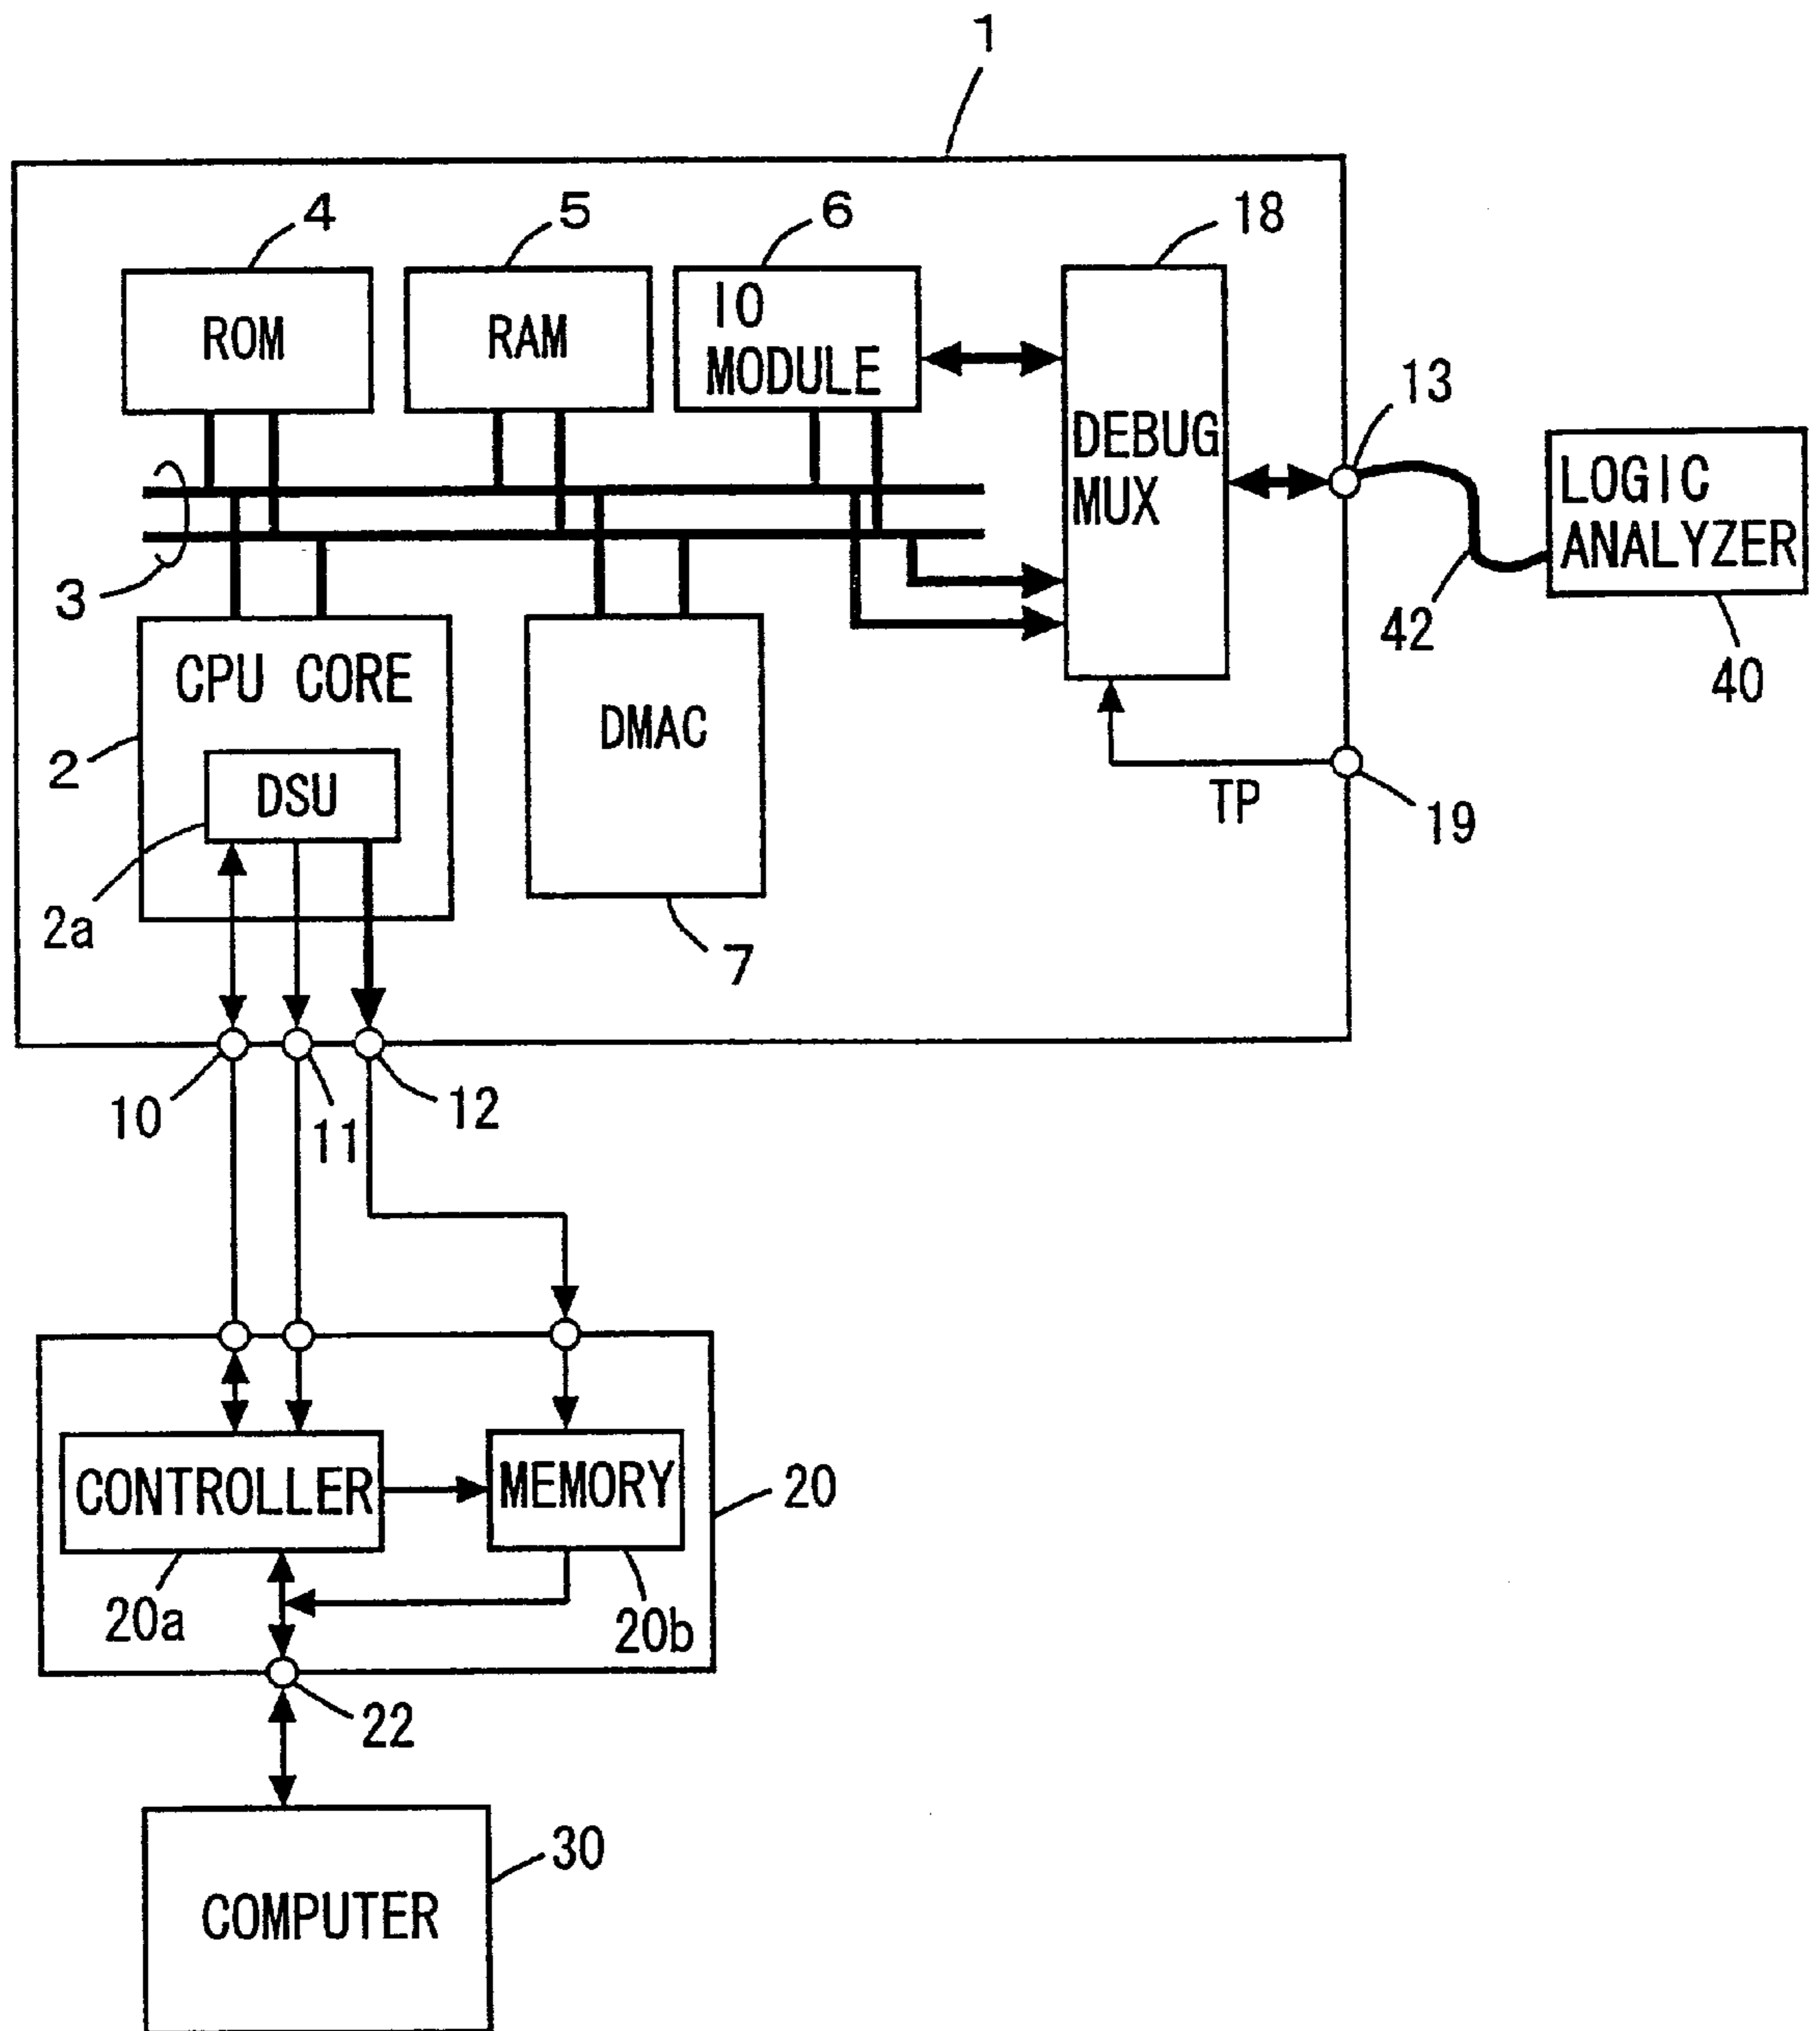 1
4
5
6
18
ROM
RAM
IO
MODULE
DEBUG
MUX
13
LOGIC
ANALYZER
3
42
40
CPU CORE
2
DSU
DMAC
TP
19
2a
7
10
11
12
CONTROLLER
MEMORY
20
20a
20b
22
30
COMPUTER